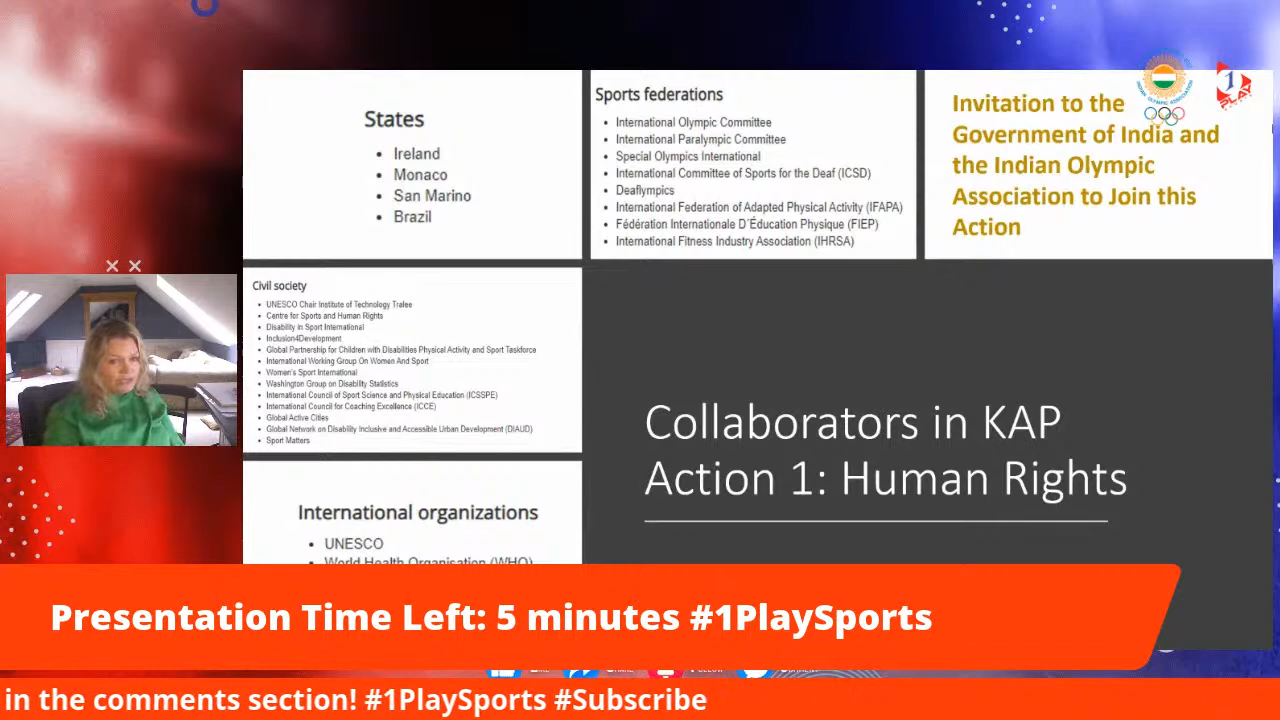 States
Ireland
Monaco
San Marino
Brazil
Sports federations
International Olympic Committee
International Paralympic Committee
Special Olympics International
International Committee of Sports for the Deaf (ICSD)
Deaflympics
International Federation of Adapted Physical Activity (IFAPA)
Fédération Internationale D´Éducation Physique (FIEP)
International Fitness Industry Association (IHRSA)
Invitation to the
Government of India and
the Indian Olympic
Association to Join this
Action
1
PLAY
Civil society
UNESCO Chair Institute of Technology Tralee
Centre for Sports and Human Rights
Disability in Sport International
Inclusion4Development
Global Partnership for Children with Disabilities Physical Activity and Sport Taskforce
International Working Group On Women And Sport
Women's Sport International
Washington Group on Disability Statistics
International Council of Sport Science and Physical Education (ICSSPE)
International Council for Coaching Excellence (ICCE)
Global Active Cities
Global Network on Disability Inclusive and Accessible Urban Development (DIAUD)
Sport Matters
Collaborators in KAP
Action 1: Human Rights
International organizations
UNESCO
World Health Organisation (WHO)
Presentation Time Left: 5 minutes #1PlaySports
in the comments section! #1PlaySports #Subscribe